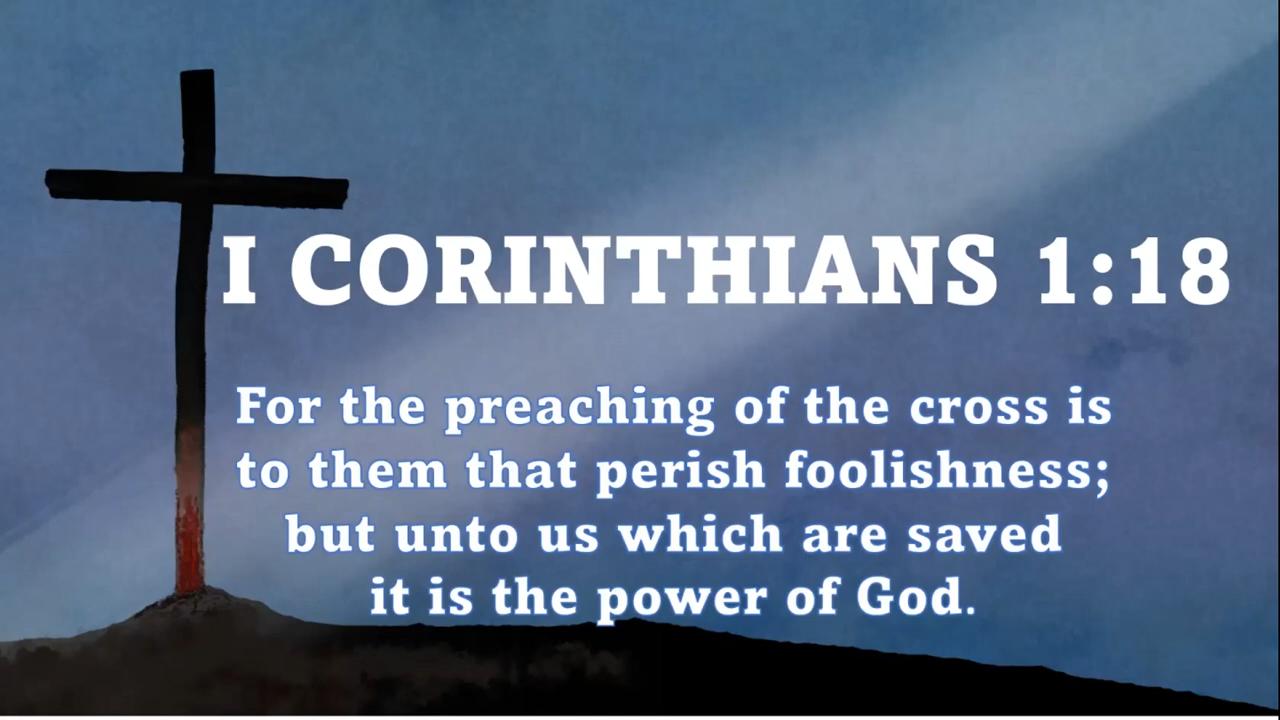 I CORINTHIANS 1:18
For the preaching of the cross is
to them that perish foolishness;
but unto us which are saved
it is the power of God.